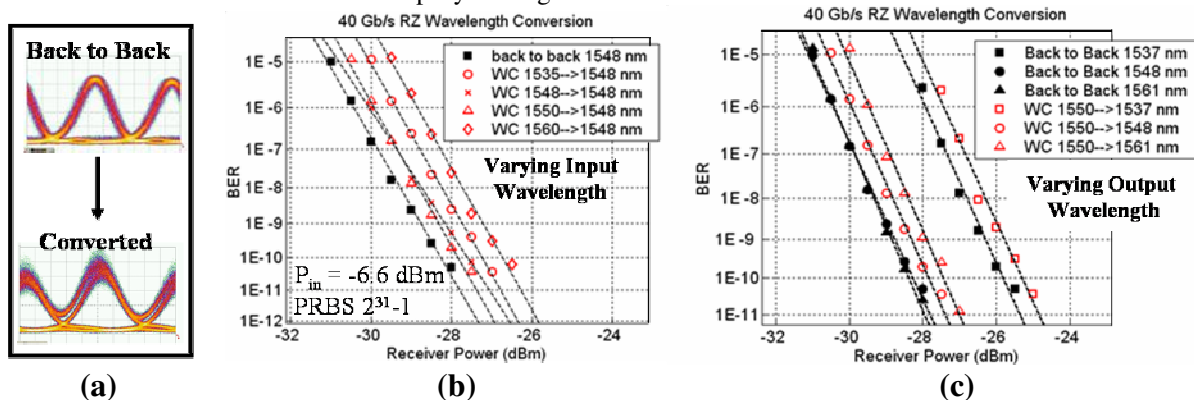 Back to Back
Converted
(a)
40 Gb/s RZ Wavelength Conversion
BER
1E-5
1E-6
1E-7
1E-8
1E-9
1E-10
1E-11
1E-12
back to back 1548 nm
WC 1535-->1548 nm
WC 1548-->1548 nm
WC 1550-->1548 nm
WC 1560-->1548 nm
Varying Input
Wavelength
Pin = -6.6 dBm
PRBS 2^31-1
-32 -30 -28 -26 -24
Receiver Power (dBm)
(b)
40 Gb/s RZ Wavelength Conversion
BER
1E-5
1E-6
1E-7
1E-8
1E-9
1E-10
1E-11
Back to Back 1537 nm
Back to Back 1548 nm
Back to Back 1561 nm
WC 1550-->1537 nm
WC 1550-->1548 nm
WC 1550-->1561 nm
Varying Output
Wavelength
-32 -30 -28 -26 -24 -22
Receiver Power (dBm)
(c)